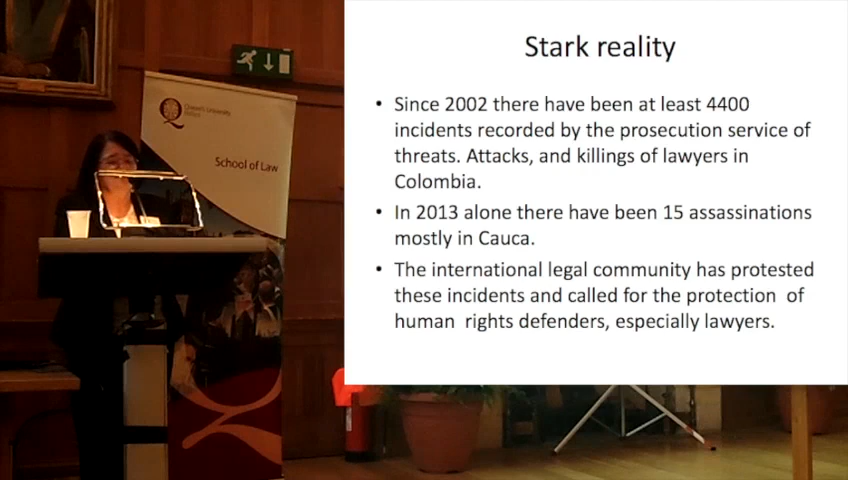 Stark reality
• Since 2002 there have been at least 4400
incidents recorded by the prosecution service of
threats. Attacks, and killings of lawyers in
Colombia.
• In 2013 alone there have been 15 assassinations
mostly in Cauca.
• The international legal community has protested
these incidents and called for the protection of
human rights defenders, especially lawyers.
Queen's University
Belfast
School of Law